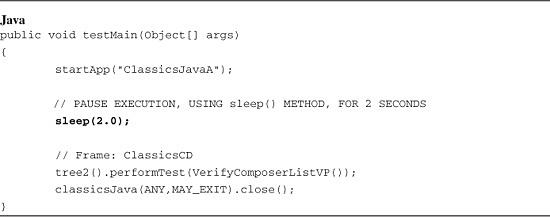 Java
public void testMain(Object[] args)
{
startApp("ClassicsJavaA");
// PAUSE EXECUTION, USING sleep() METHOD, FOR 2 SECONDS
sleep(2.0);
// Frame: ClassicsCD
tree2().performTest(VerifyComposerListVP());
classicsJava(ANY,MAY_EXIT).close();
}